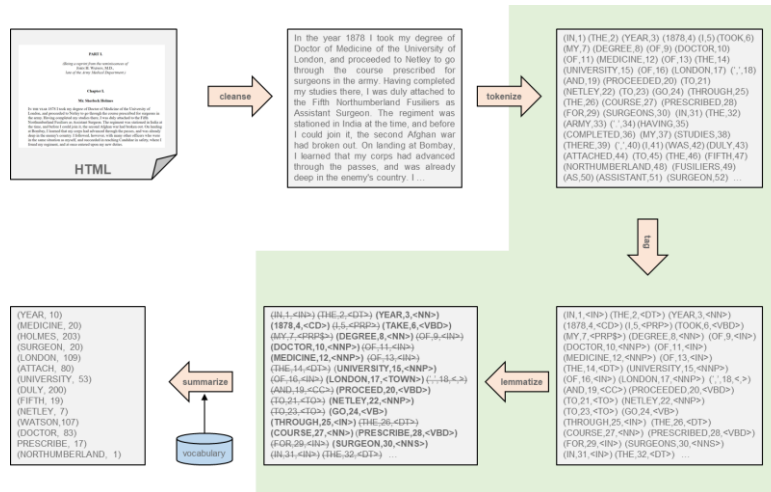 PART I.
(Being a reprint from the reminiscences of
John H. Watson, M.D.,
late of the Army Medical Department.)
Chapter I.
Mr. Sherlock Holmes
HTML
cleanse
In the year 1878 I took my degree of
Doctor of Medicine of the University of
London, and proceeded to Netley to go
through the course prescribed for
surgeons in the army. Having completed
my studies there, I was duly attached to
the Fifth Northumberland Fusiliers as
Assistant Surgeon. The regiment was
stationed in India at the time, and before
I could join it, the second Afghan war
had broken out. On landing at Bombay,
I learned that my corps had advanced
through the passes, and was already
deep in the enemy's country. I ...
tokenize
(IN,1) (THE,2) (YEAR,3) (1878,4) (I,5) (TOOK,6)
(MY,7) (DEGREE,8) (OF,9) (DOCTOR,10)
(OF,11) (MEDICINE,12) (OF,13) (THE,14)
(UNIVERSITY,15) (OF,16) (LONDON,17) (',',18)
(AND,19) (PROCEEDED,20) (TO,21)
(NETLEY,22) (TO,23) (GO,24) (THROUGH,25)
(THE,26) (COURSE,27) (PRESCRIBED,28)
(FOR,29) (SURGEONS,30) (IN,31) (THE,32)
(ARMY,33) ('.',34) (HAVING,35)
(COMPLETED,36) (MY,37) (STUDIES,38)
(THERE,39) (',',40) (I,41) (WAS,42) (DULY,43)
(ATTACHED,44) (TO,45) (THE,46) (FIFTH,47)
(NORTHUMBERLAND,48) (FUSILIERS,49)
(AS,50) (ASSISTANT,51) (SURGEON,52) ...
tag
(IN,1,<IN>) (THE,2,<DT>) (YEAR,3,<NN>)
(1878,4,<CD>) (I,5,<PRP>) (TOOK,6,<VBD>)
(MY,7,<PRP$>) (DEGREE,8,<NN>) (OF,9,<IN>)
(DOCTOR,10,<NNP>) (OF,11,<IN>)
(MEDICINE,12,<NNP>) (OF,13,<IN>)
(THE,14,<DT>) (UNIVERSITY,15,<NNP>)
(OF,16,<IN>) (LONDON,17,<NNP>) (',',18,<,>)
(AND,19,<CC>) (PROCEEDED,20,<VBD>)
(TO,21,<TO>) (NETLEY,22,<NNP>)
(TO,23,<TO>) (GO,24,<VB>)
(THROUGH,25,<IN>) (THE,26,<DT>)
(COURSE,27,<NN>) (PRESCRIBED,28,<VBD>)
(FOR,29,<IN>) (SURGEONS,30,<NNS>)
(IN,31,<IN>) (THE,32,<DT>) ...
lemmatize
(IN,1,<IN>) (THE,2,<DT>) (YEAR,3,<NN>)
(1878,4,<CD>) (I,5,<PRP>) (TAKE,6,<VBD>)
(MY,7,<PRP$>) (DEGREE,8,<NN>) (OF,9,<IN>)
(DOCTOR,10,<NNP>) (OF,11,<IN>)
(MEDICINE,12,<NNP>) (OF,13,<IN>)
(THE,14,<DT>) (UNIVERSITY,15,<NNP>)
(OF,16,<IN>) (LONDON,17,<TOWN>) (',',18,<,>)
(AND,19,<CC>) (PROCEED,20,<VBD>)
(TO,21,<TO>) (NETLEY,22,<NNP>)
(TO,23,<TO>) (GO,24,<VB>)
(THROUGH,25,<IN>) (THE,26,<DT>)
(COURSE,27,<NN>) (PRESCRIBE,28,<VBD>)
(FOR,29,<IN>) (SURGEON,30,<NNS>)
(IN,31,<IN>) (THE,32,<DT>) ...
summarize
vocabulary
(YEAR, 10)
(MEDICINE, 20)
(HOLMES, 203)
(SURGEON, 20)
(LONDON, 109)
(ATTACH, 80)
(UNIVERSITY, 53)
(DULY, 200)
(FIFTH, 19)
(NETLEY, 7)
(WATSON,107)
(DOCTOR, 83)
(PRESCRIBE, 17)
(NORTHUMBERLAND, 1)